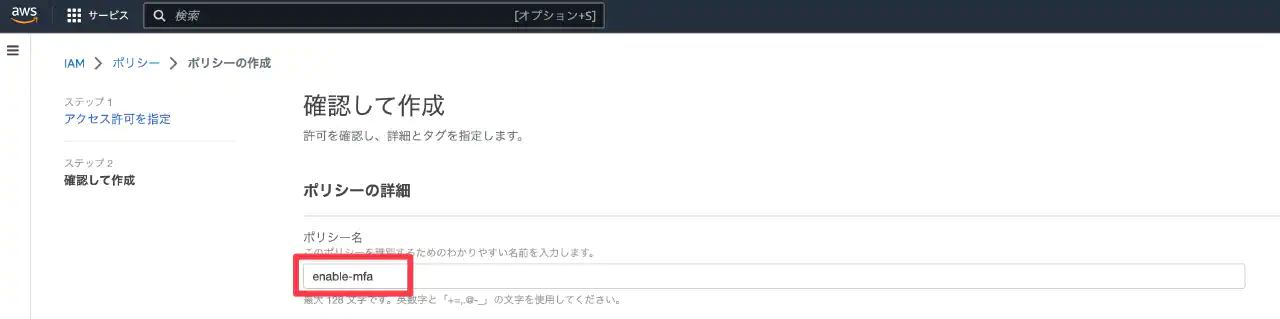 aws サービス 検索 [オプション+S]
IAM > ポリシー > ポリシーの作成
ステップ 1
アクセス許可を指定
ステップ 2
確認して作成
確認して作成
許可を確認し、詳細とタグを指定します。
ポリシーの詳細
ポリシー名
このポリシーを識別するためのわかりやすい名前を入力します。
enable-mfa
最大 128 文字です。英数字と「+=,.@-_」の文字を使用してください。